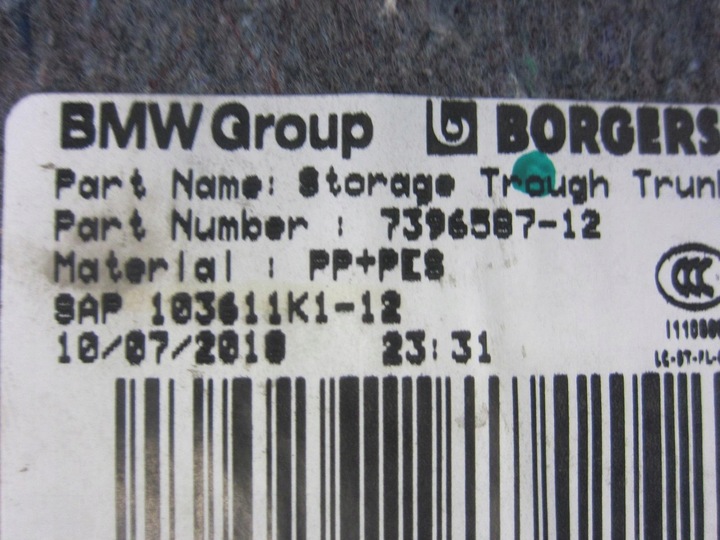 BMW Group BORGERS
Part Name: Storage Trough Trun
Part Number : 7396587-12
Material : PP+PES
SAP 103611K1-12
10/07/2018 23:31